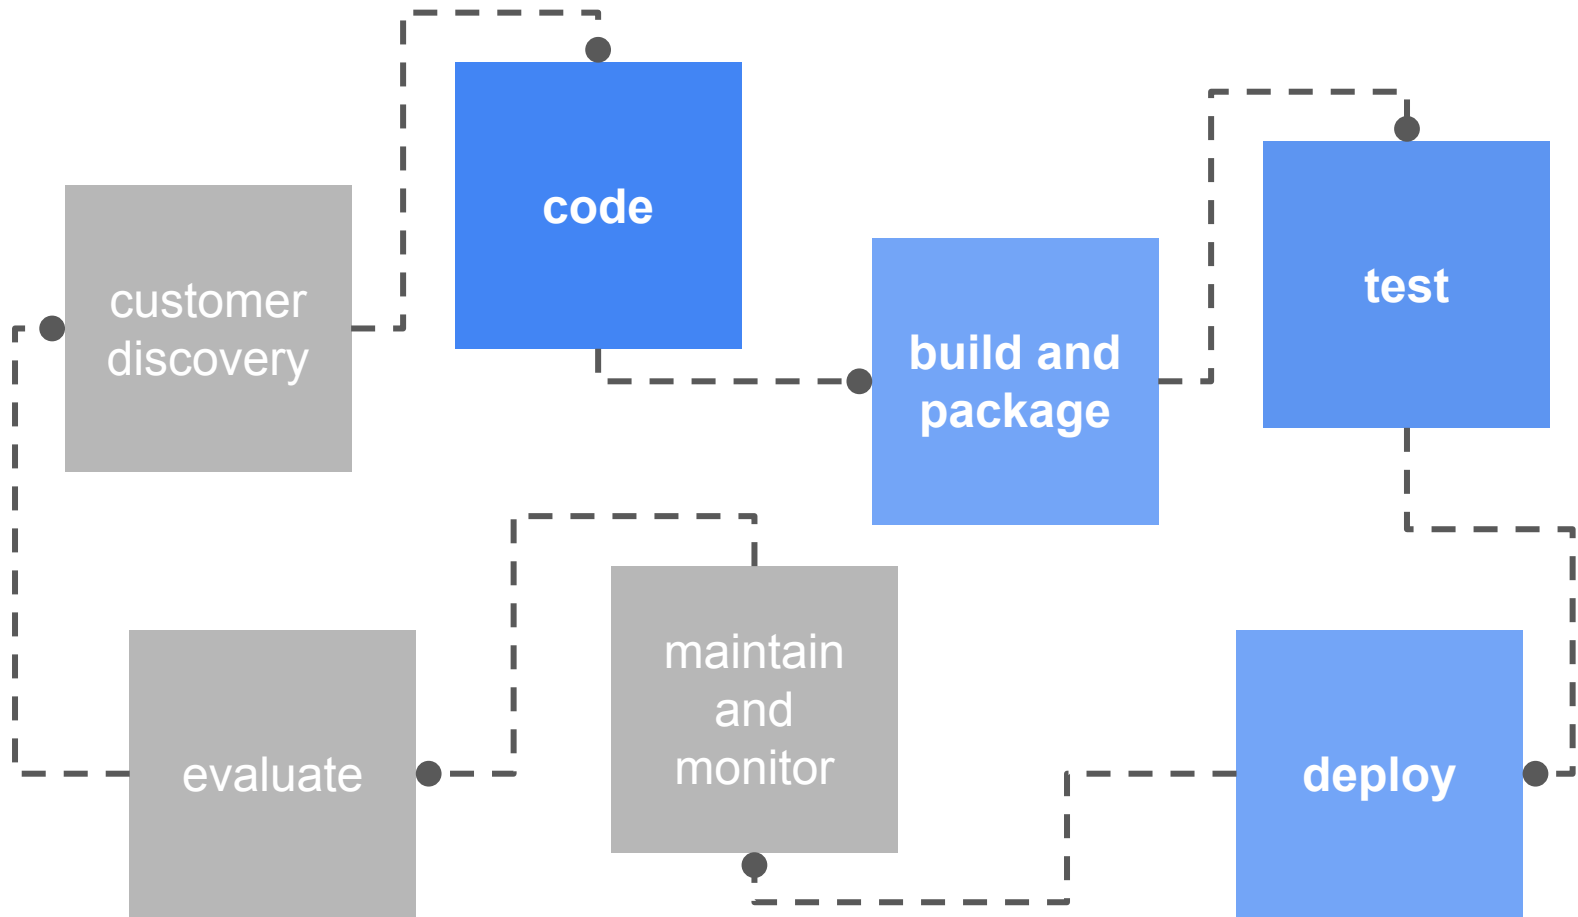 customer
discovery
code
build and
package
test
deploy
maintain
and
monitor
evaluate